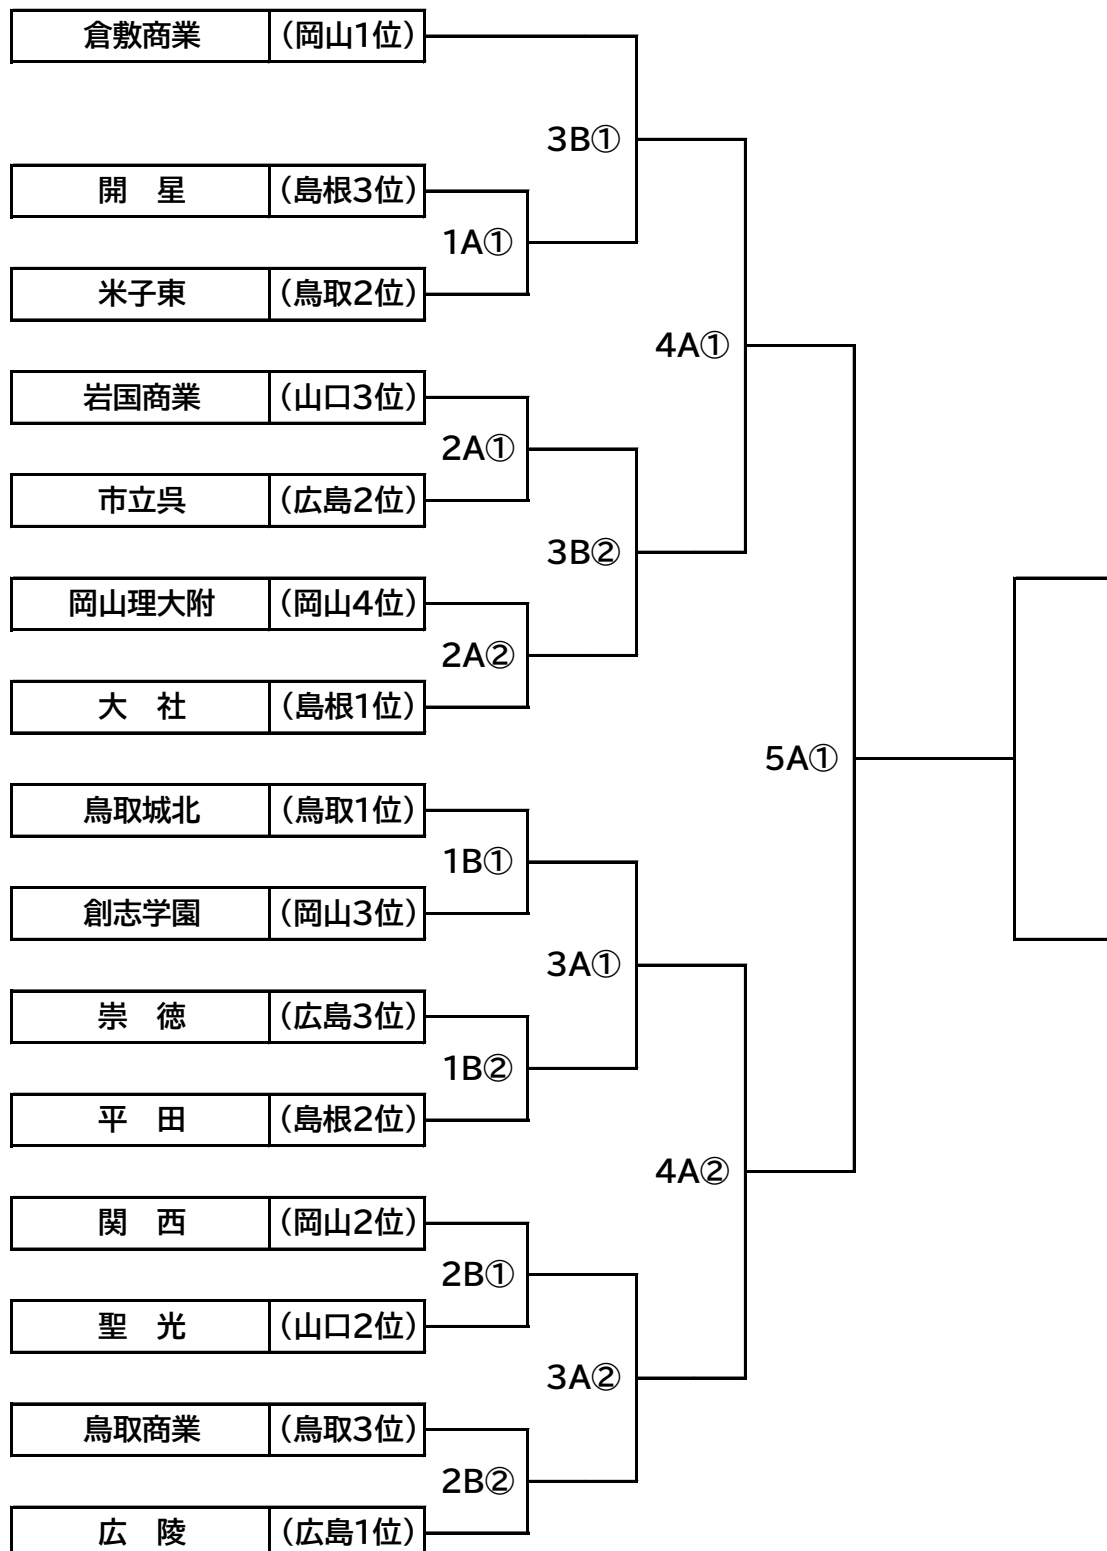 倉敷商業 (岡山1位)
3B①
開　星 (島根3位)
1A①
米子東 (鳥取2位)
4A①
岩国商業 (山口3位)
2A①
市立呉 (広島2位)
3B②
岡山理大附 (岡山4位)
2A②
大　社 (島根1位)
5A①
鳥取城北 (鳥取1位)
1B①
創志学園 (岡山3位)
3A①
崇　徳 (広島3位)
1B②
平　田 (島根2位)
4A②
関　西 (岡山2位)
2B①
聖　光 (山口2位)
3A②
鳥取商業 (鳥取3位)
2B②
広　陵 (広島1位)